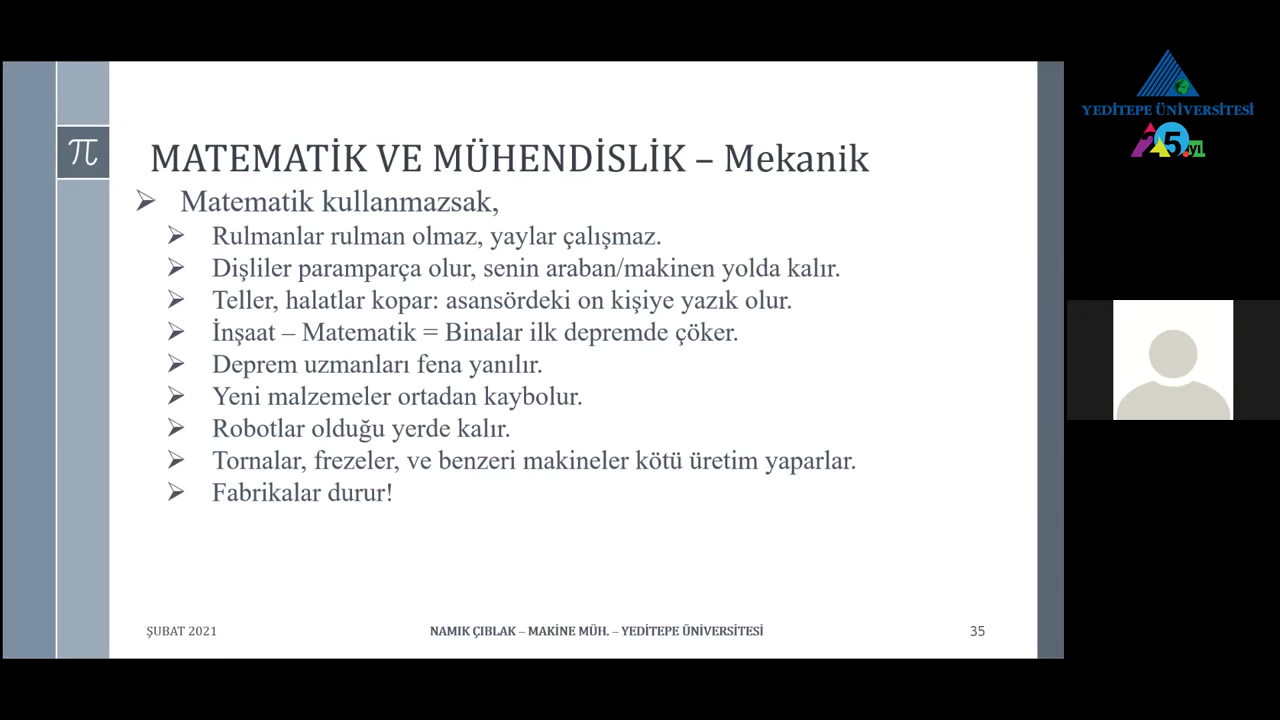 YEDİTEPE ÜNİVERSİTESİ
25.yıl
π
MATEMATİK VE MÜHENDİSLİK – Mekanik
➢ Matematik kullanmazsak,
➢ Rulmanlar rulman olmaz, yaylar çalışmaz.
➢ Dişliler paramparça olur, senin araban/makinen yolda kalır.
➢ Teller, halatlar kopar: asansördeki on kişiye yazık olur.
➢ İnşaat – Matematik = Binalar ilk depremde çöker.
➢ Deprem uzmanları fena yanılır.
➢ Yeni malzemeler ortadan kaybolur.
➢ Robotlar olduğu yerde kalır.
➢ Tornalar, frezeler, ve benzeri makineler kötü üretim yaparlar.
➢ Fabrikalar durur!
ŞUBAT 2021
NAMIK ÇIBLAK – MAKİNE MÜH. – YEDİTEPE ÜNİVERSİTESİ
35